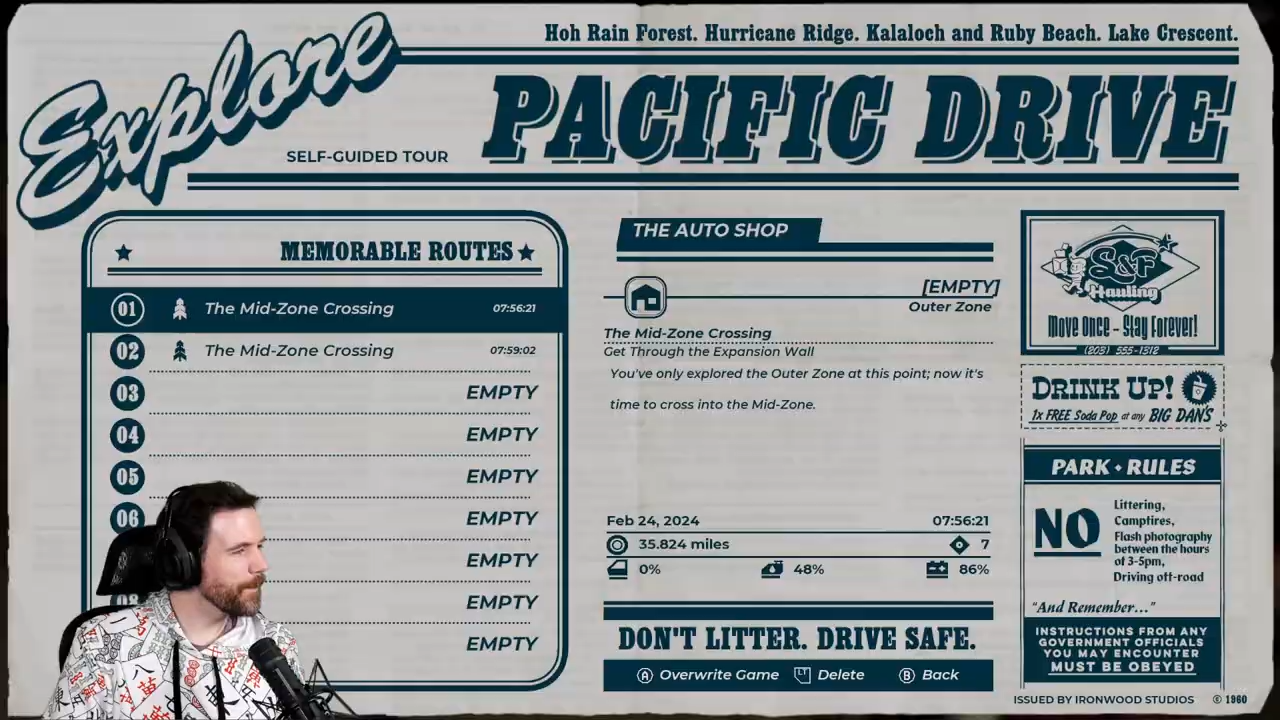 Explore
SELF-GUIDED TOUR
Hoh Rain Forest. Hurricane Ridge. Kalaloch and Ruby Beach. Lake Crescent.
PACIFIC DRIVE
MEMORABLE ROUTES
01 The Mid-Zone Crossing 07:56:21
02 The Mid-Zone Crossing 07:59:02
03 EMPTY
04 EMPTY
05 EMPTY
06 EMPTY
EMPTY
08 EMPTY
EMPTY
THE AUTO SHOP
[EMPTY]
Outer Zone
The Mid-Zone Crossing
Get Through the Expansion Wall
You've only explored the Outer Zone at this point; now it's
time to cross into the Mid-Zone.
Feb 24, 2024 07:56:21
35.824 miles 7
0% 48% 86%
DON'T LITTER. DRIVE SAFE.
A Overwrite Game LT Delete B Back
S&F
Hauling
Move Once - Stay Forever!
(203) 555-1312
DRINK UP!
1x FREE Soda Pop at any BIG DAN'S
PARK • RULES
NO
Littering,
Campfires,
Flash photography
between the hours
of 3-5pm,
Driving off-road
"And Remember..."
INSTRUCTIONS FROM ANY
GOVERNMENT OFFICIALS
YOU MAY ENCOUNTER
MUST BE OBEYED
ISSUED BY IRONWOOD STUDIOS © 1960